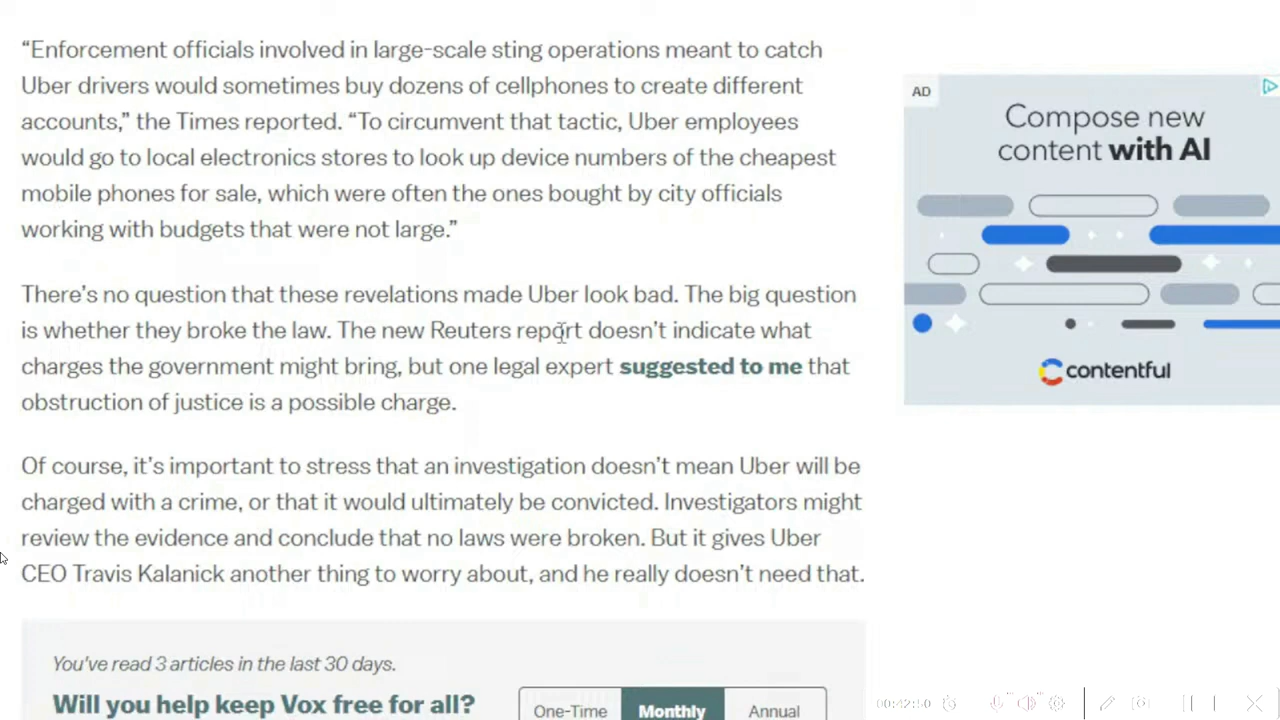 “Enforcement officials involved in large-scale sting operations meant to catch
Uber drivers would sometimes buy dozens of cellphones to create different
accounts,” the Times reported. “To circumvent that tactic, Uber employees
would go to local electronics stores to look up device numbers of the cheapest
mobile phones for sale, which were often the ones bought by city officials
working with budgets that were not large.”
There’s no question that these revelations made Uber look bad. The big question
is whether they broke the law. The new Reuters report doesn’t indicate what
charges the government might bring, but one legal expert suggested to me that
obstruction of justice is a possible charge.
Of course, it’s important to stress that an investigation doesn’t mean Uber will be
charged with a crime, or that it would ultimately be convicted. Investigators might
review the evidence and conclude that no laws were broken. But it gives Uber
CEO Travis Kalanick another thing to worry about, and he really doesn’t need that.
You’ve read 3 articles in the last 30 days.
Will you help keep Vox free for all?
One-Time Monthly Annual
AD
Compose new
content with AI
contentful
00:42:50